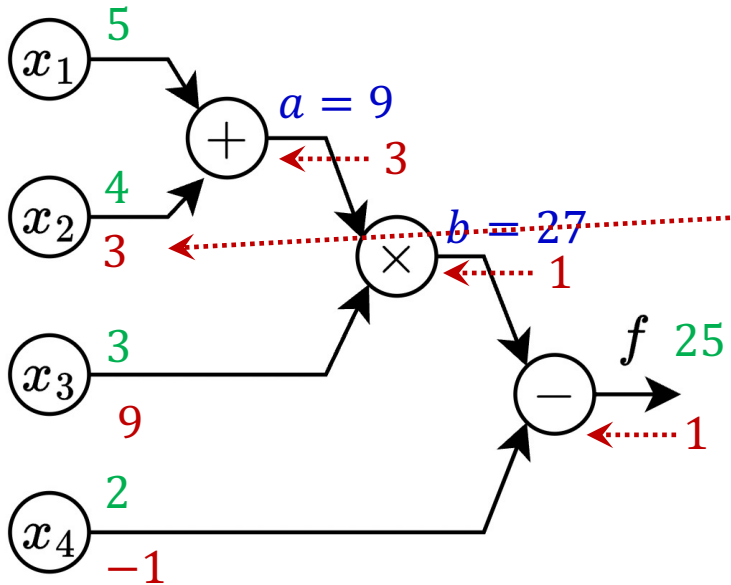 5
x₁
a = 9
+
3
4
x₂
3
b = 27
×
1
3
x₃
9
f 25
−
1
2
x₄
−1